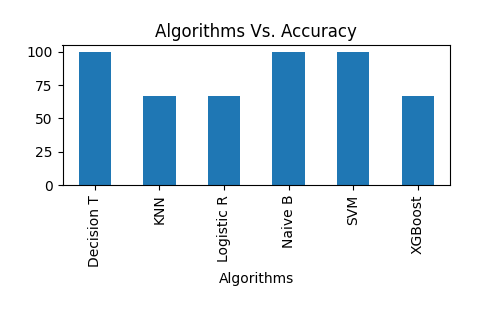 Algorithms Vs. Accuracy
100
75
50
25
0
Decision T
KNN
Logistic R
Naive B
SVM
XGBoost
Algorithms